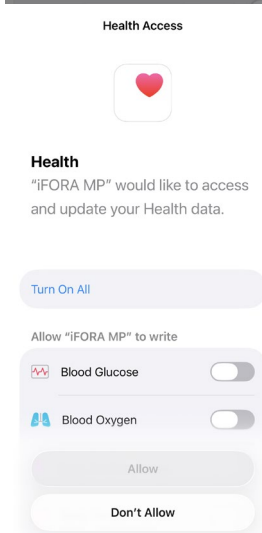 Health Access
Health
“iFORA MP” would like to access
and update your Health data.
Turn On All
Allow “iFORA MP” to write
Blood Glucose
Blood Oxygen
Allow
Don’t Allow